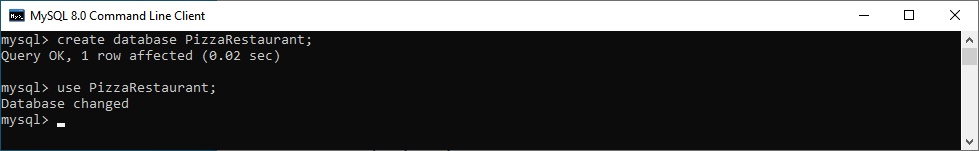 MySQL 8.0 Command Line Client
mysql> create database PizzaRestaurant;
Query OK, 1 row affected (0.02 sec)
mysql> use PizzaRestaurant;
Database changed
mysql>